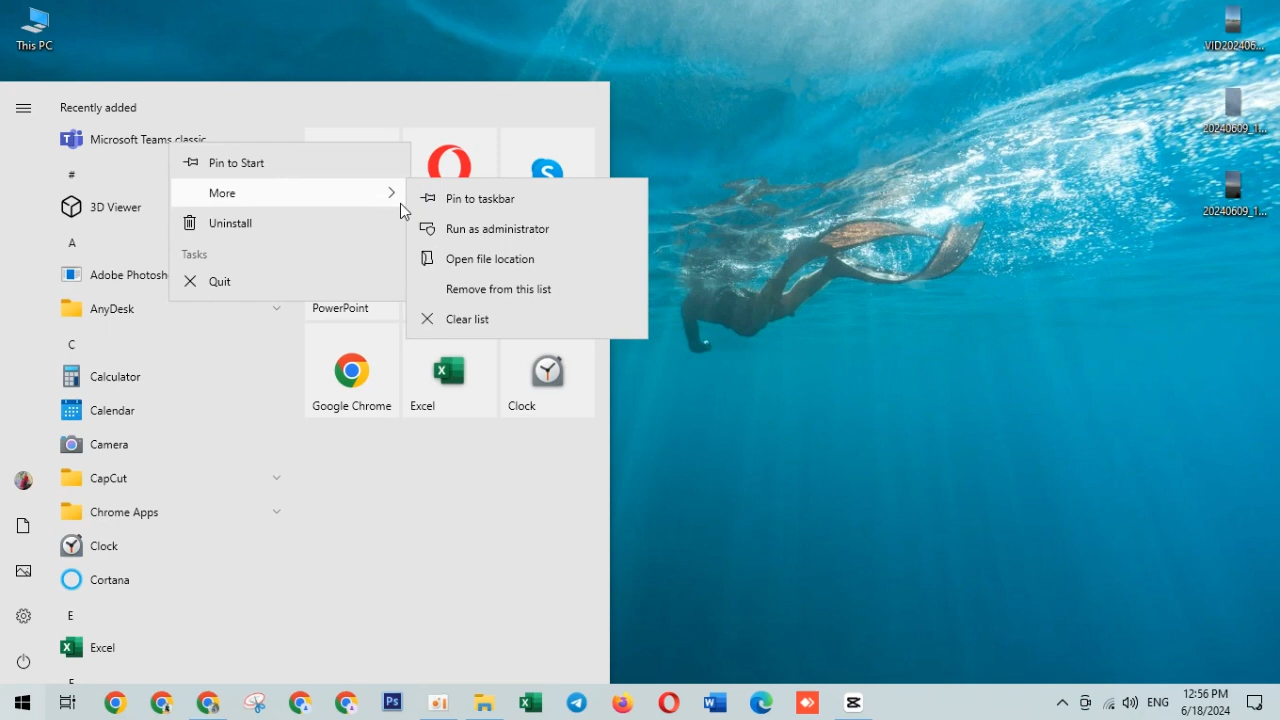 This PC
VID202406...
20240609_1...
20240609_1...
Recently added
Microsoft Teams classic
#
3D Viewer
A
Adobe Photosh
AnyDesk
C
Calculator
Calendar
Camera
CapCut
Chrome Apps
Clock
Cortana
E
Excel
Pin to Start
More
Uninstall
Tasks
Quit
Pin to taskbar
Run as administrator
Open file location
Remove from this list
Clear list
PowerPoint
Google Chrome
Excel
Clock
ENG
12:56 PM
6/18/2024